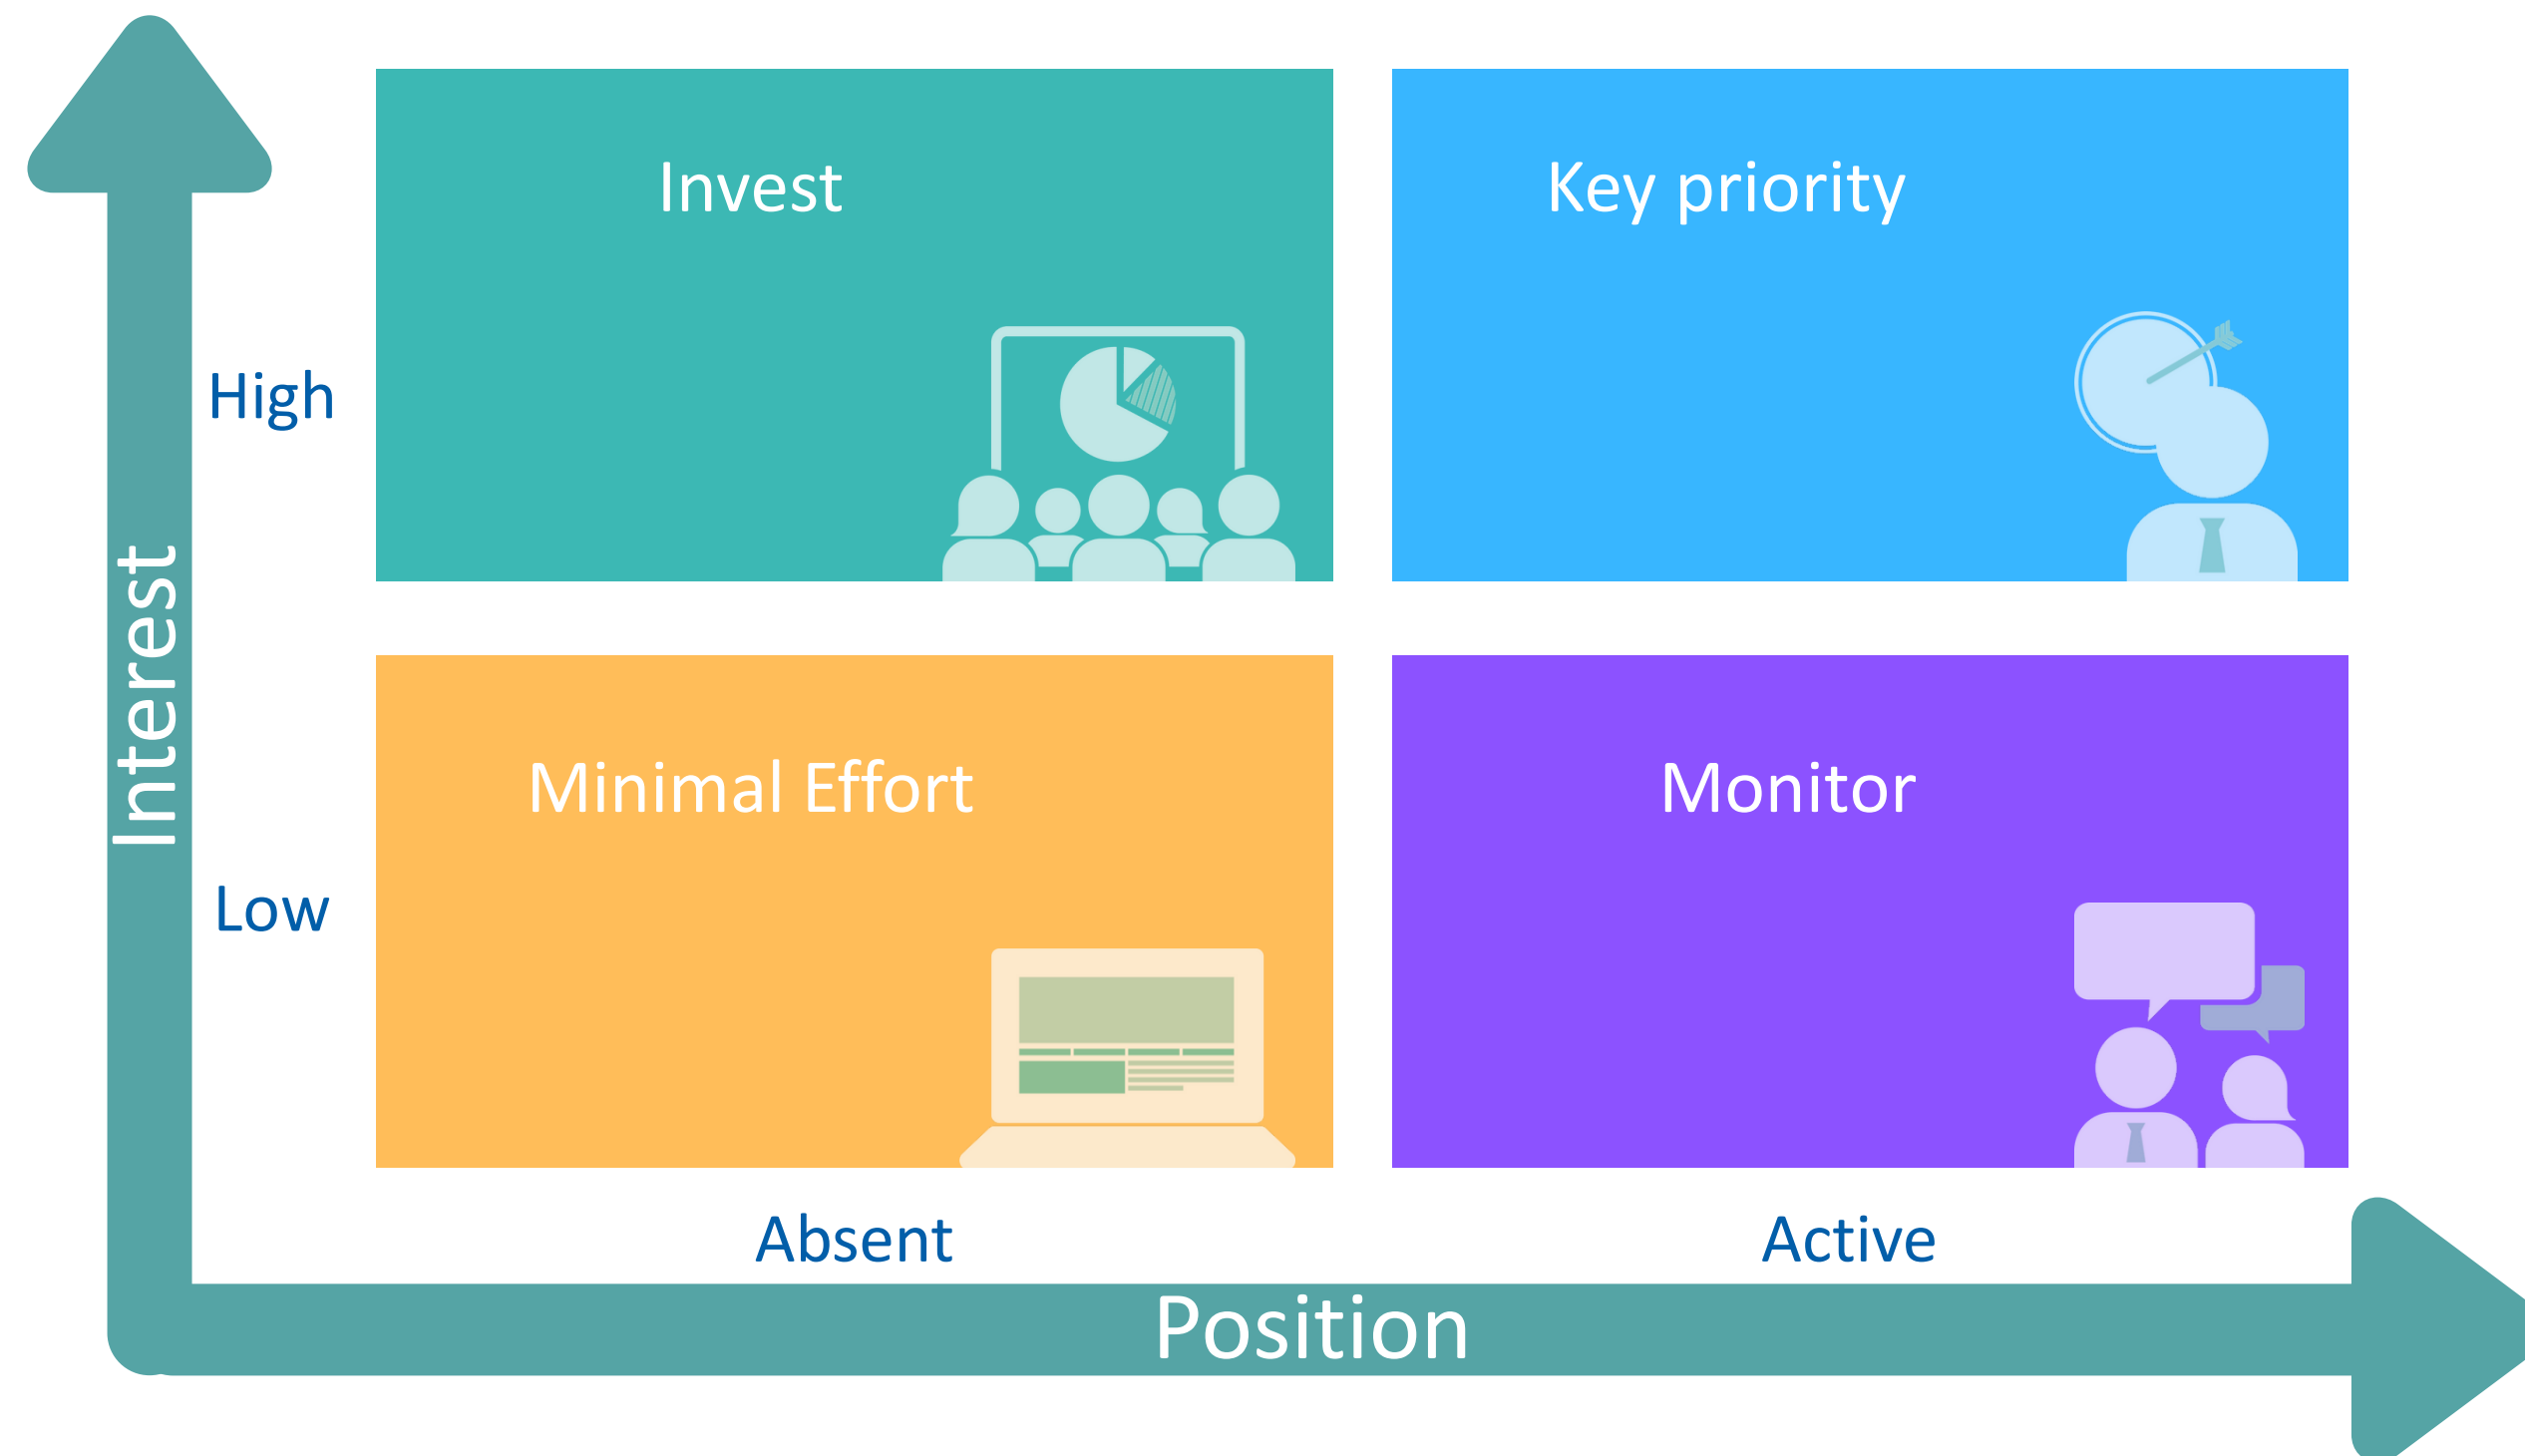 Invest
Key priority
High
Interest
Minimal Effort
Monitor
Low
Absent
Active
Position